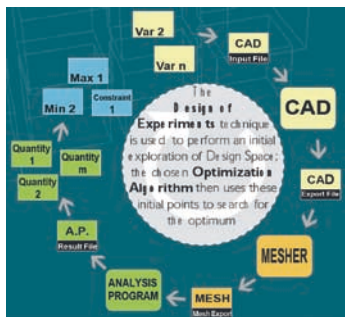 Var 2
Var n
CAD
Input File
CAD
CAD
Export File
MESHER
MESH
Mesh Export
ANALYSIS
PROGRAM
A.P.
Result File
Quantity
1
Quantity
m
Quantity
2
Max 1
Min 2
Constraint
1
The
Design of
Experiments technique
is used to perform an initial
exploration of Design Space;
the chosen Optimization
Algorithm then uses these
initial points to search for
the optimum